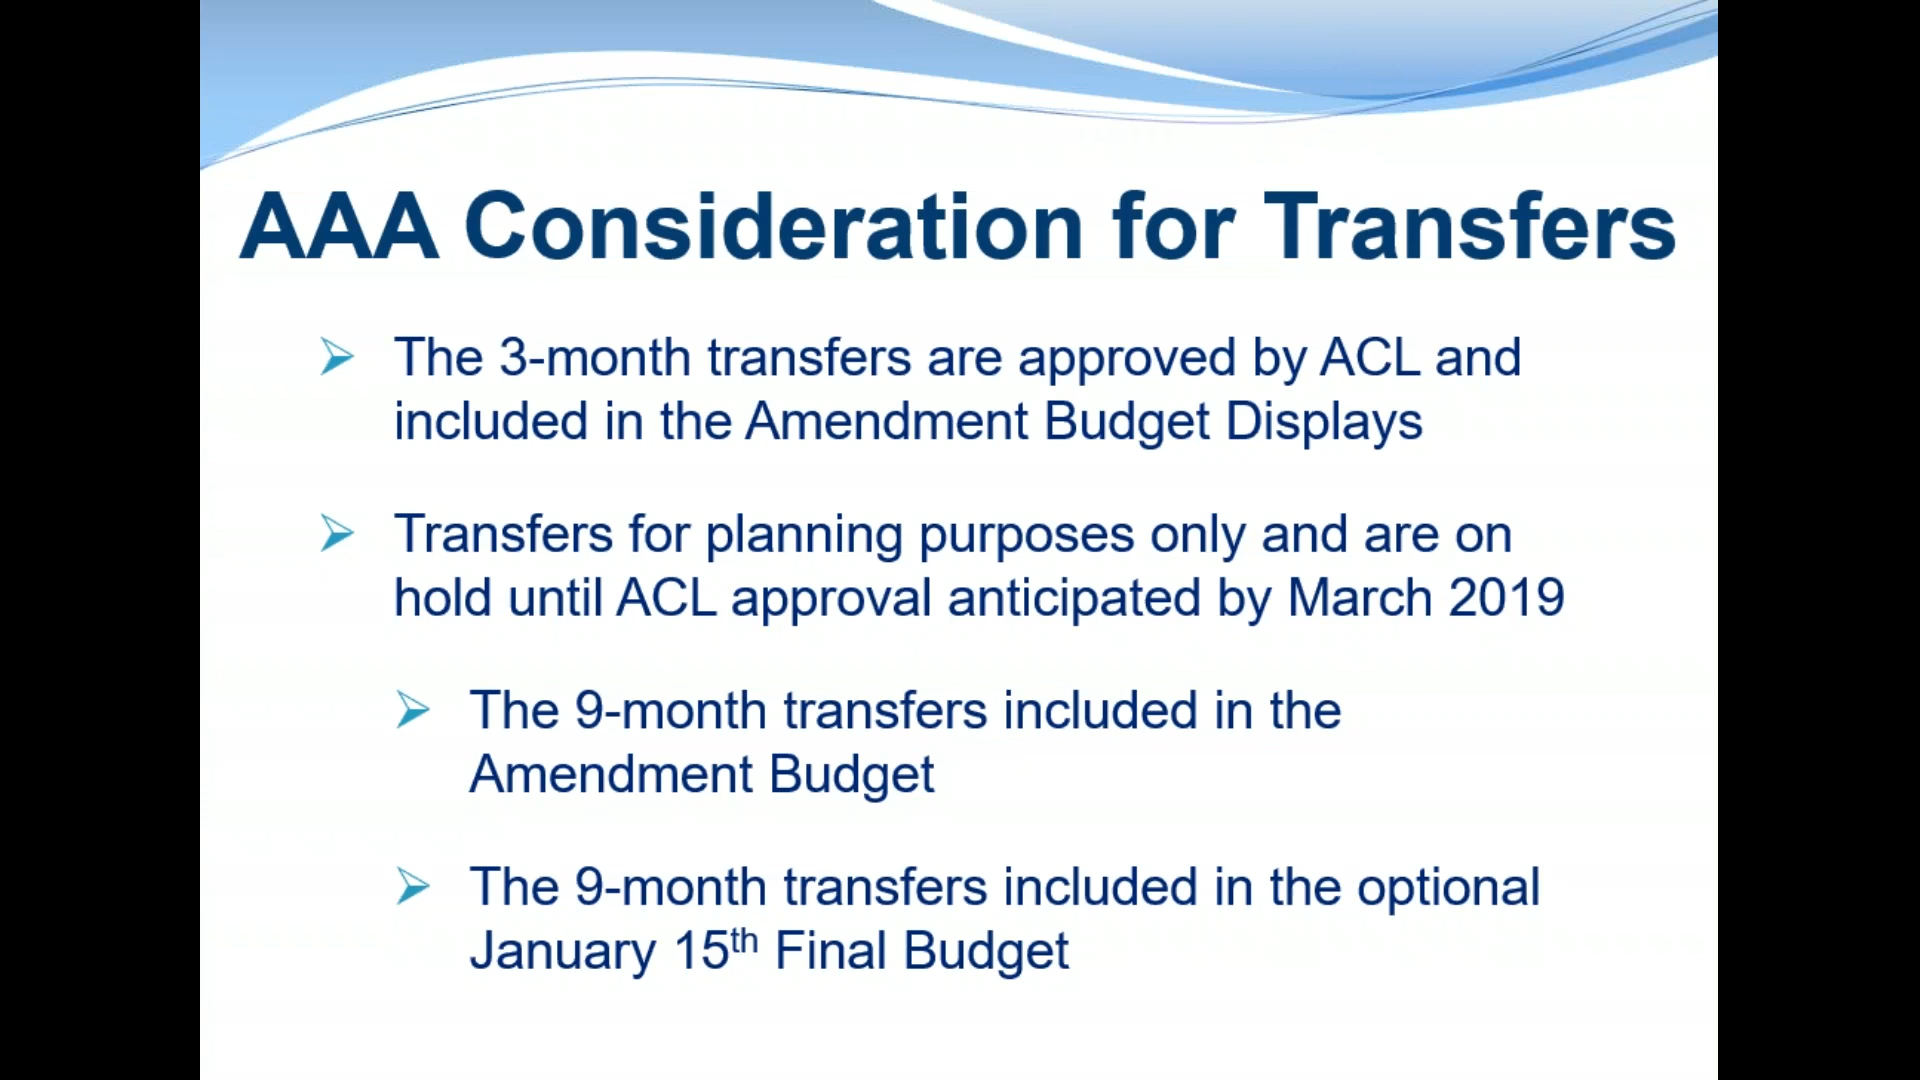 AAA Consideration for Transfers
The 3-month transfers are approved by ACL and
included in the Amendment Budget Displays
Transfers for planning purposes only and are on
hold until ACL approval anticipated by March 2019
The 9-month transfers included in the
Amendment Budget
The 9-month transfers included in the optional
January 15th Final Budget